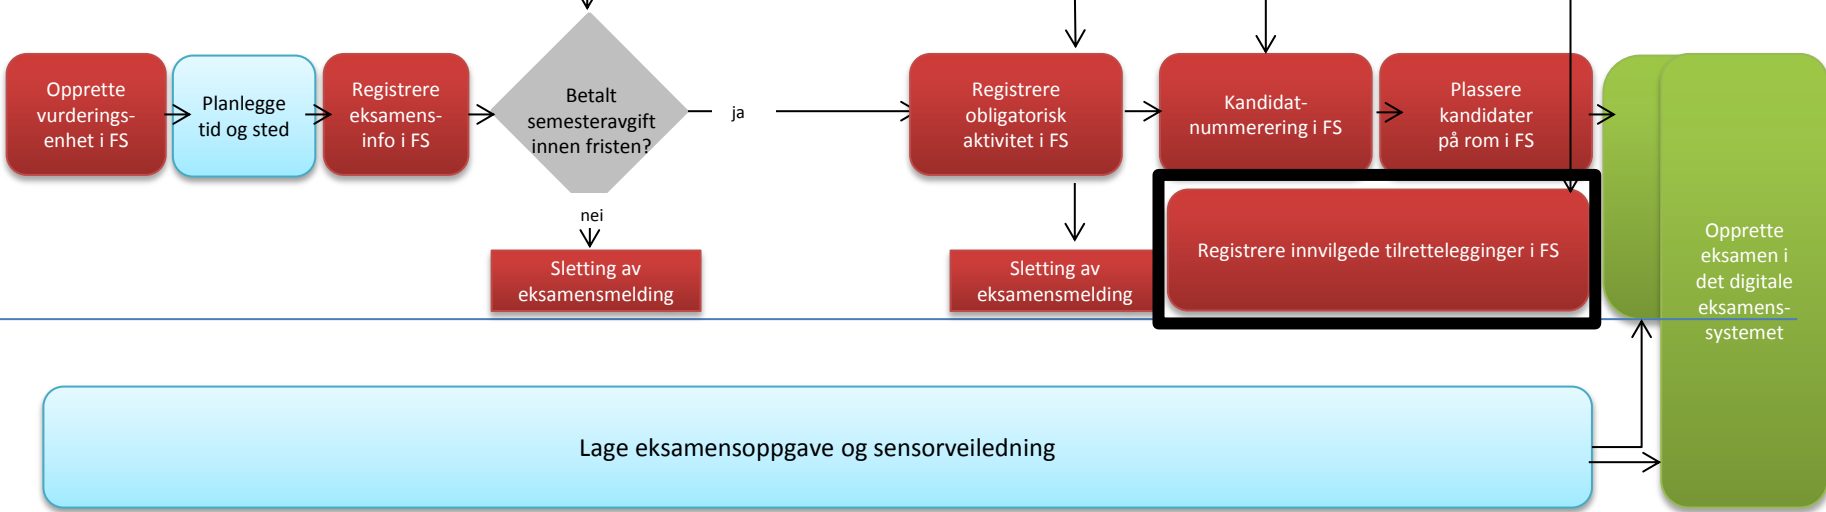 Opprette
vurderings-
enhet i FS
Planlegge
tid og sted
Registrere
eksamens-
info i FS
Betalt
semesteravgift
innen fristen?
ja
nei
Sletting av
eksamensmelding
Registrere
obligatorisk
aktivitet i FS
Sletting av
eksamensmelding
Kandidat-
nummerering i FS
Plassere
kandidater
på rom i FS
Registrere innvilgede tilrettelegginger i FS
Opprette
eksamen i
det digitale
eksamens-
systemet
Lage eksamensoppgave og sensorveiledning